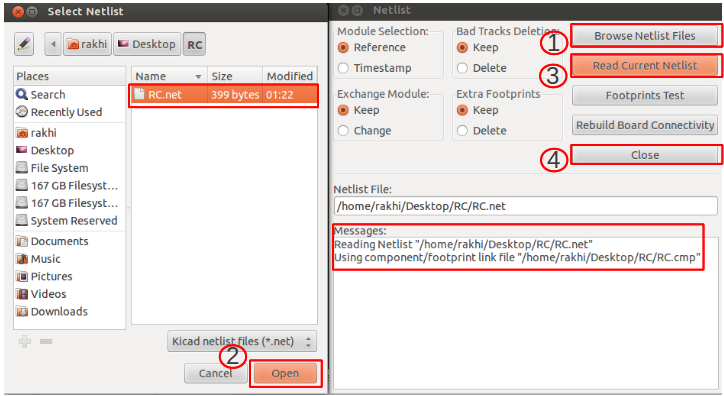 Select Netlist
rakhi
Desktop
RC
Places
Search
Recently Used
rakhi
Desktop
File System
167 GB Filesyst...
167 GB Filesyst...
System Reserved
Documents
Music
Pictures
Videos
Downloads
Name Size Modified
RC.net 399 bytes 01:22
Kicad netlist files (*.net)
2
Cancel Open
Netlist
Module Selection:
Reference
Timestamp
Bad Tracks Deletion:
Keep
Delete
Exchange Module:
Keep
Change
Extra Footprints
Keep
Delete
1 Browse Netlist Files
3 Read Current Netlist
Footprints Test
Rebuild Board Connectivity
4 Close
Netlist File:
/home/rakhi/Desktop/RC/RC.net
Messages:
Reading Netlist "/home/rakhi/Desktop/RC/RC.net"
Using component/footprint link file "/home/rakhi/Desktop/RC/RC.cmp"